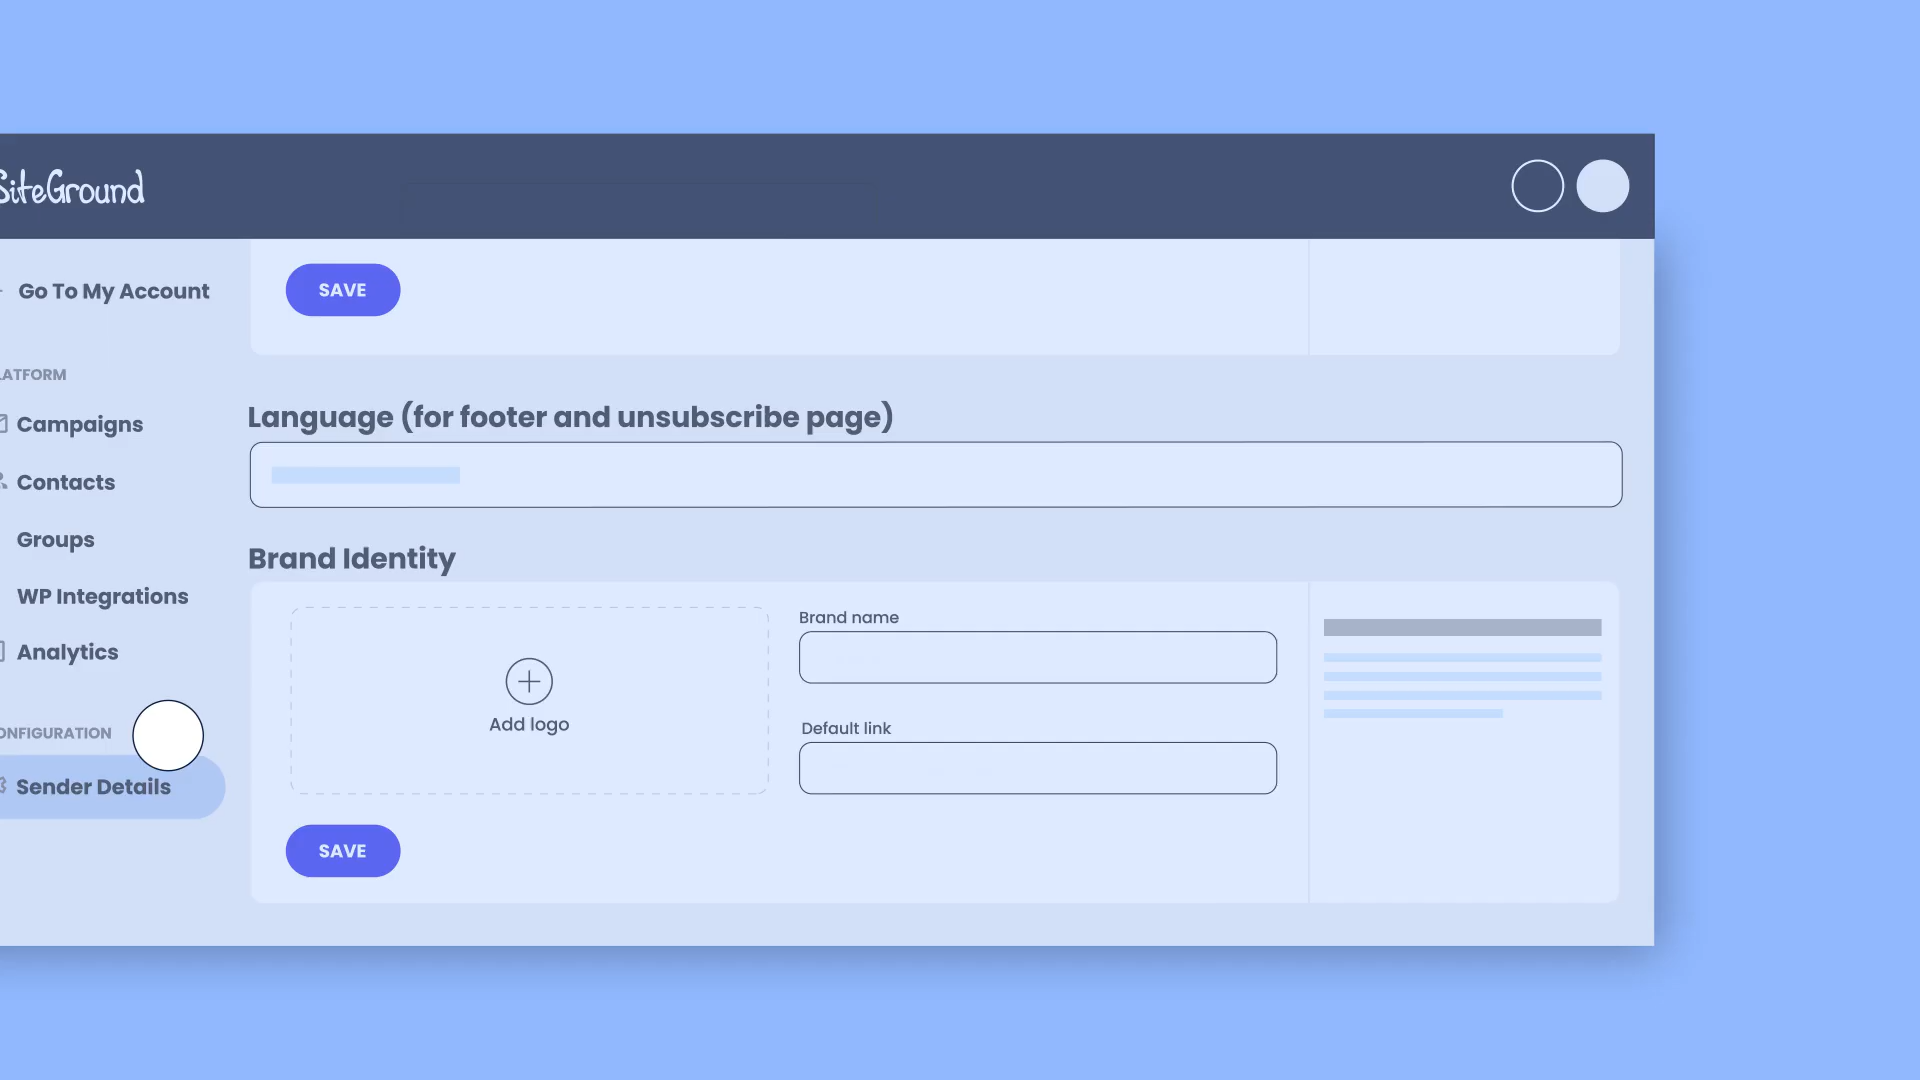 SiteGround
Go To My Account
SAVE
LATFORM
Campaigns
Contacts
Groups
WP Integrations
Analytics
ONFIGURATION
Sender Details
Language (for footer and unsubscribe page)
Brand Identity
Add logo
Brand name
Default link
SAVE